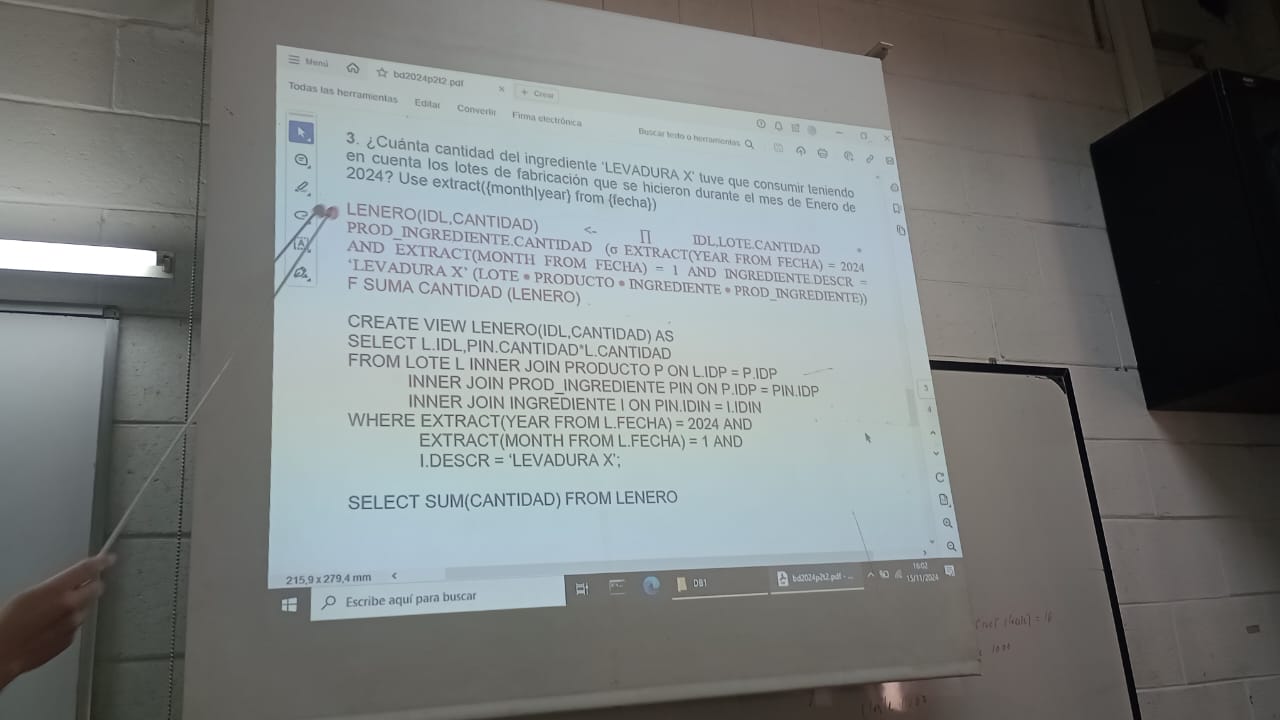 Menú
bd2024p2t2.pdf
+ Crear
Todas las herramientas Editar Convertir Firma electrónica
Buscar texto o herramientas
3. ¿Cuánta cantidad del ingrediente 'LEVADURA X' tuve que consumir teniendo
en cuenta los lotes de fabricación que se hicieron durante el mes de Enero de
2024? Use extract({month|year} from {fecha})
LENERO(IDL,CANTIDAD) <- ∏ IDL,LOTE.CANTIDAD *
PROD_INGREDIENTE.CANTIDAD (σ EXTRACT(YEAR FROM FECHA) = 2024
AND EXTRACT(MONTH FROM FECHA) = 1 AND INGREDIENTE.DESCR =
'LEVADURA X' (LOTE • PRODUCTO • INGREDIENTE • PROD_INGREDIENTE))
F SUMA CANTIDAD (LENERO)
CREATE VIEW LENERO(IDL,CANTIDAD) AS
SELECT L.IDL,PIN.CANTIDAD*L.CANTIDAD
FROM LOTE L INNER JOIN PRODUCTO P ON L.IDP = P.IDP
INNER JOIN PROD_INGREDIENTE PIN ON P.IDP = PIN.IDP
INNER JOIN INGREDIENTE I ON PIN.IDIN = I.IDIN
WHERE EXTRACT(YEAR FROM L.FECHA) = 2024 AND
EXTRACT(MONTH FROM L.FECHA) = 1 AND
I.DESCR = 'LEVADURA X';
SELECT SUM(CANTIDAD) FROM LENERO
3
4
215,9 x 279,4 mm
Escribe aquí para buscar
DB1
bd2024p2t2.pdf - ...
16:02
15/11/2024
1000